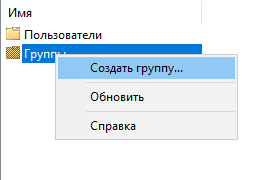 Имя
Пользователи
Группы
Создать группу...
Обновить
Справка